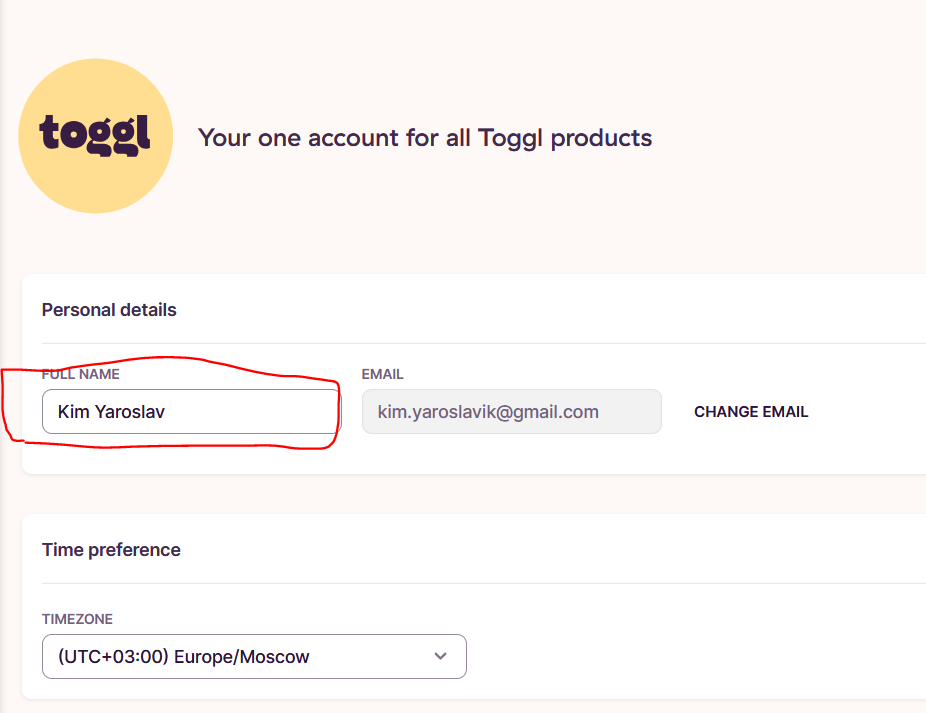 toggl
Your one account for all Toggl products
Personal details
FULL NAME
EMAIL
Kim Yaroslav
kim.yaroslavik@gmail.com
CHANGE EMAIL
Time preference
TIMEZONE
(UTC+03:00) Europe/Moscow